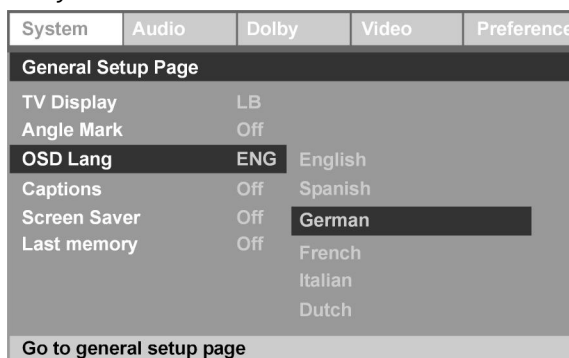 System Audio Dolby Video Preference
General Setup Page
TV Display LB
Angle Mark Off
OSD Lang ENG English
Captions Off Spanish
Screen Saver Off German
Last memory Off French
Italian
Dutch
Go to general setup page